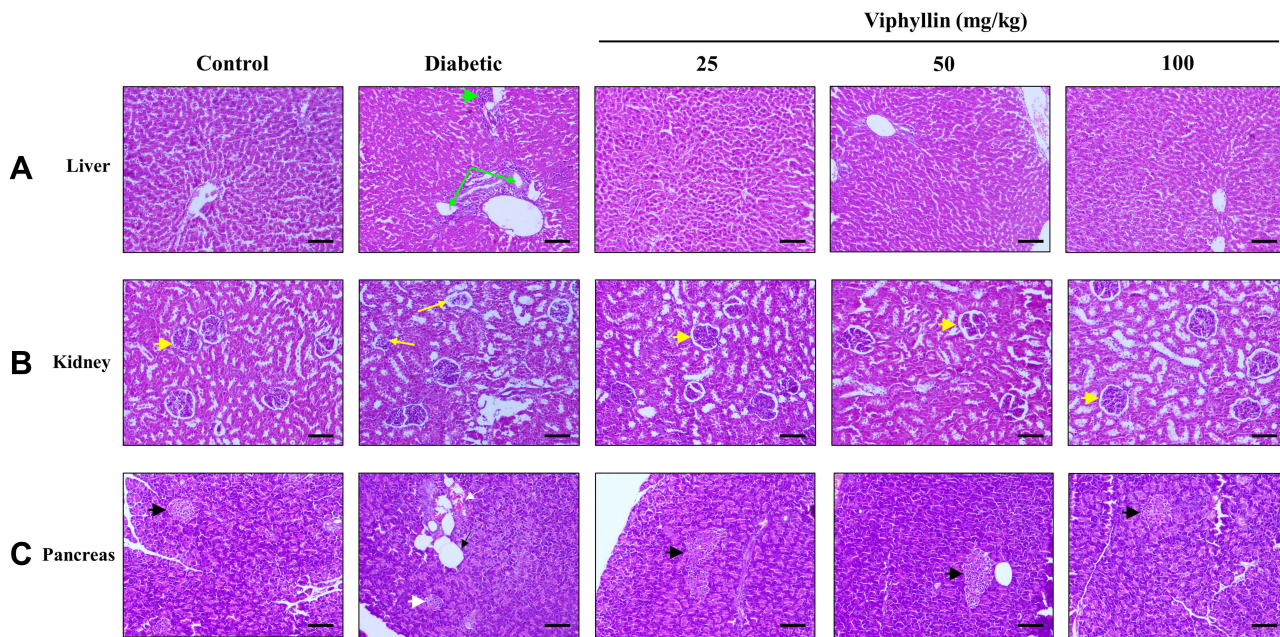 Viphyllin (mg/kg)
Control Diabetic 25 50 100
A Liver
B Kidney
C Pancreas